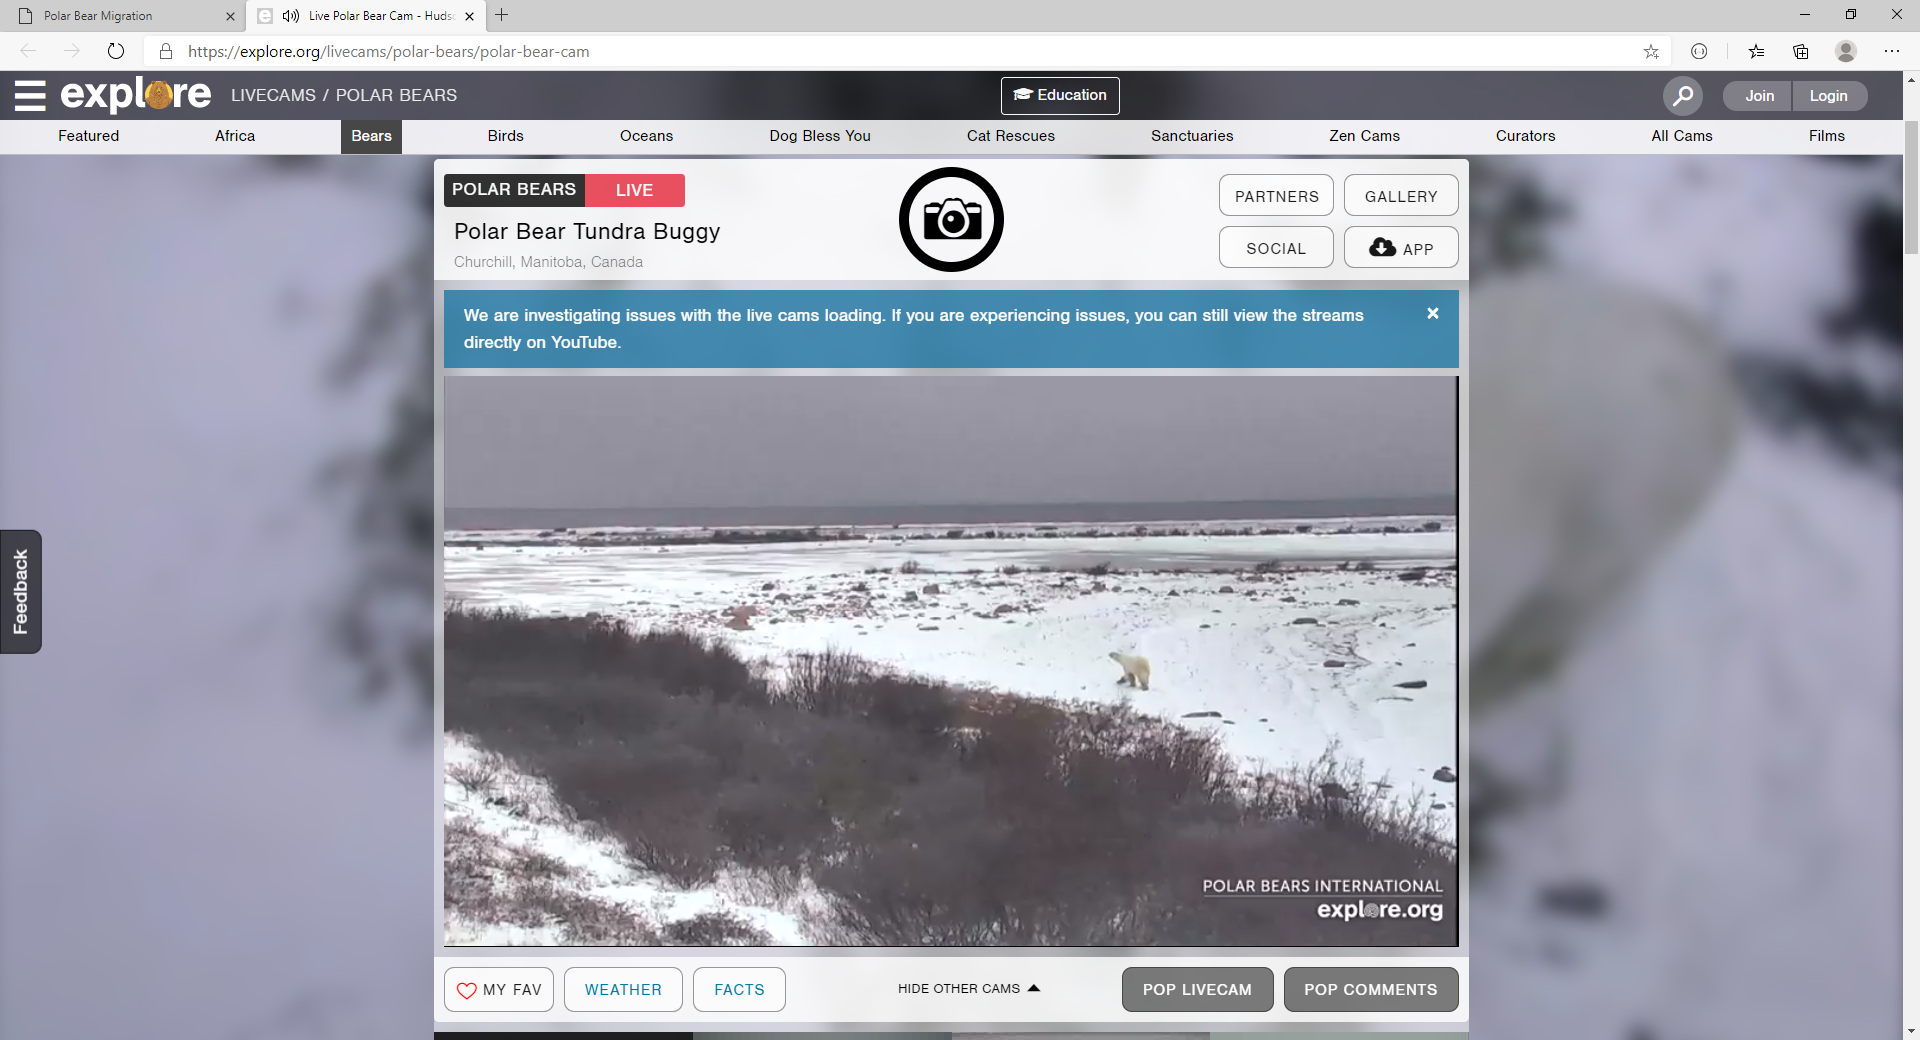 Polar Bear Migration
Live Polar Bear Cam - Huds
https://explore.org/livecams/polar-bears/polar-bear-cam
explore
LIVECAMS / POLAR BEARS
Education
Join
Login
Featured
Africa
Bears
Birds
Oceans
Dog Bless You
Cat Rescues
Sanctuaries
Zen Cams
Curators
All Cams
Films
POLAR BEARS
LIVE
Polar Bear Tundra Buggy
Churchill, Manitoba, Canada
PARTNERS
GALLERY
SOCIAL
APP
We are investigating issues with the live cams loading. If you are experiencing issues, you can still view the streams
directly on YouTube.
Feedback
POLAR BEARS INTERNATIONAL
explore.org
MY FAV
WEATHER
FACTS
HIDE OTHER CAMS
POP LIVECAM
POP COMMENTS